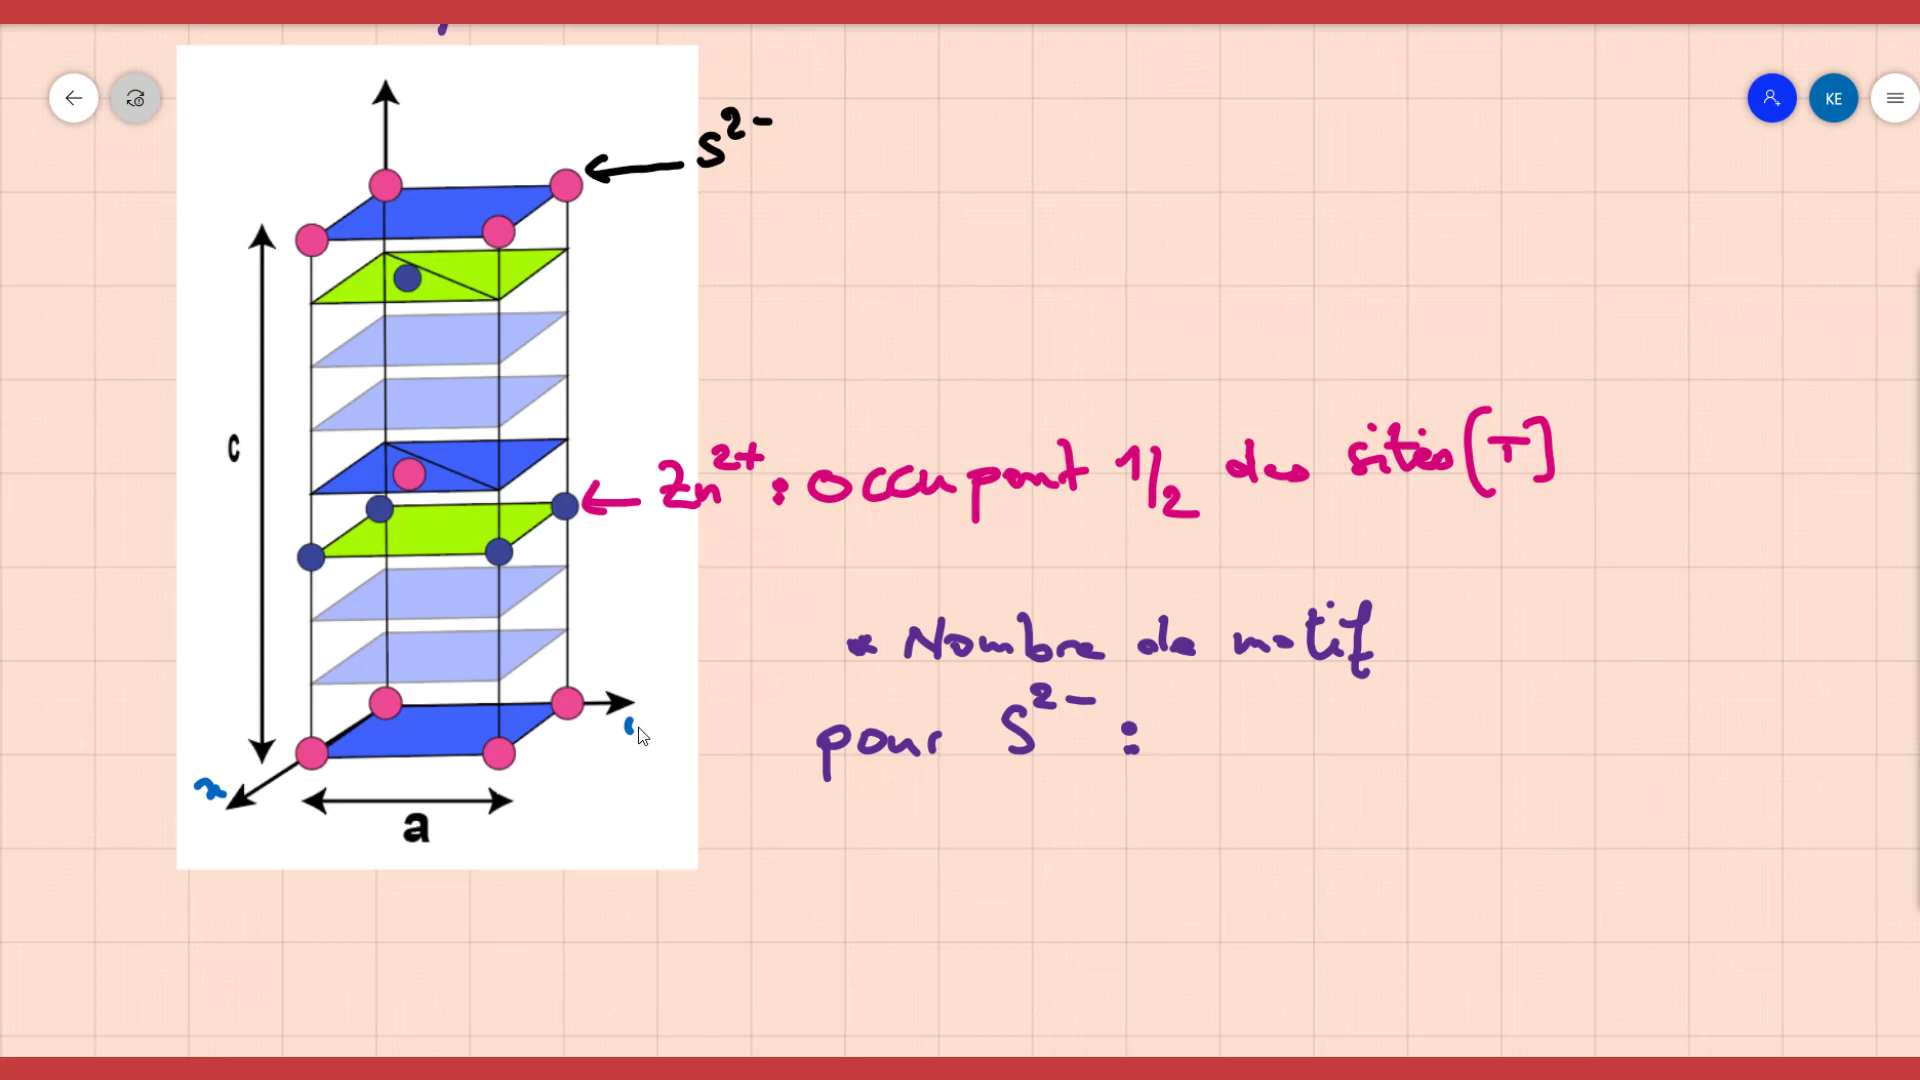 KE
S²⁻
c
Zn²⁺ : occupent 1/2 des sites [T]
* Nombre de motif
pour S²⁻ :
x
a